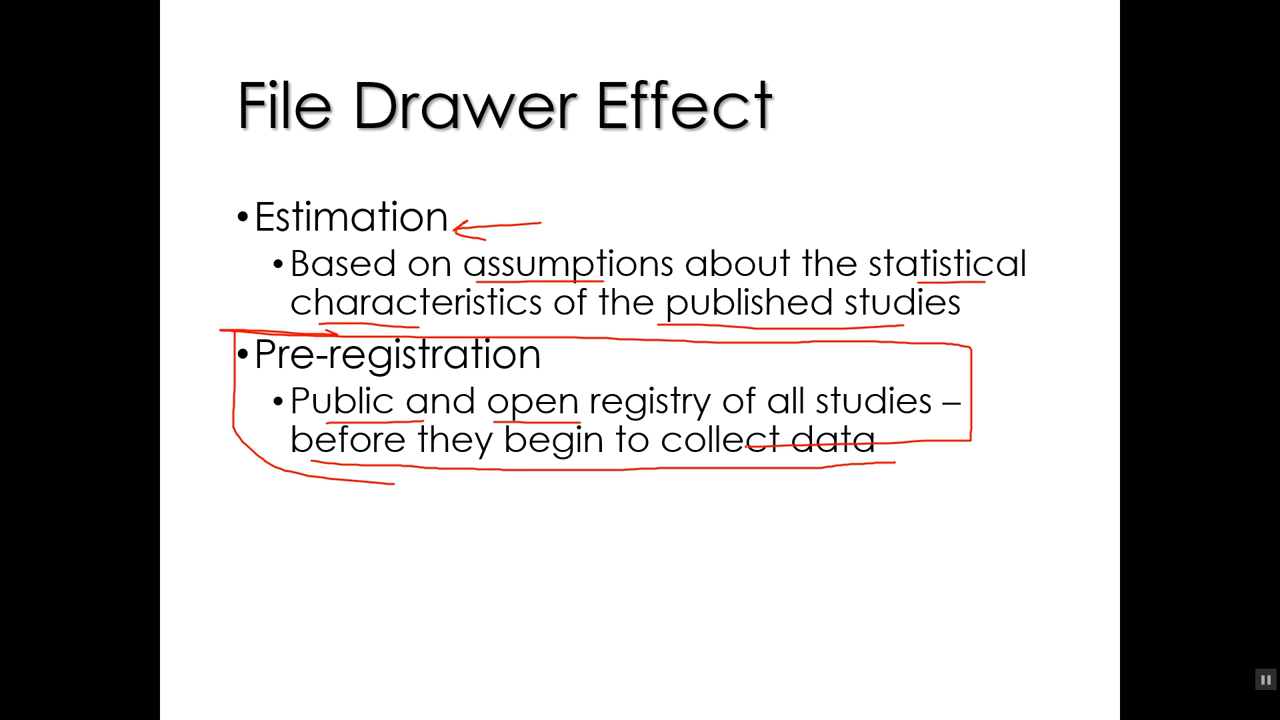 File Drawer Effect
•Estimation
•Based on assumptions about the statistical
characteristics of the published studies
•Pre-registration
•Public and open registry of all studies –
before they begin to collect data